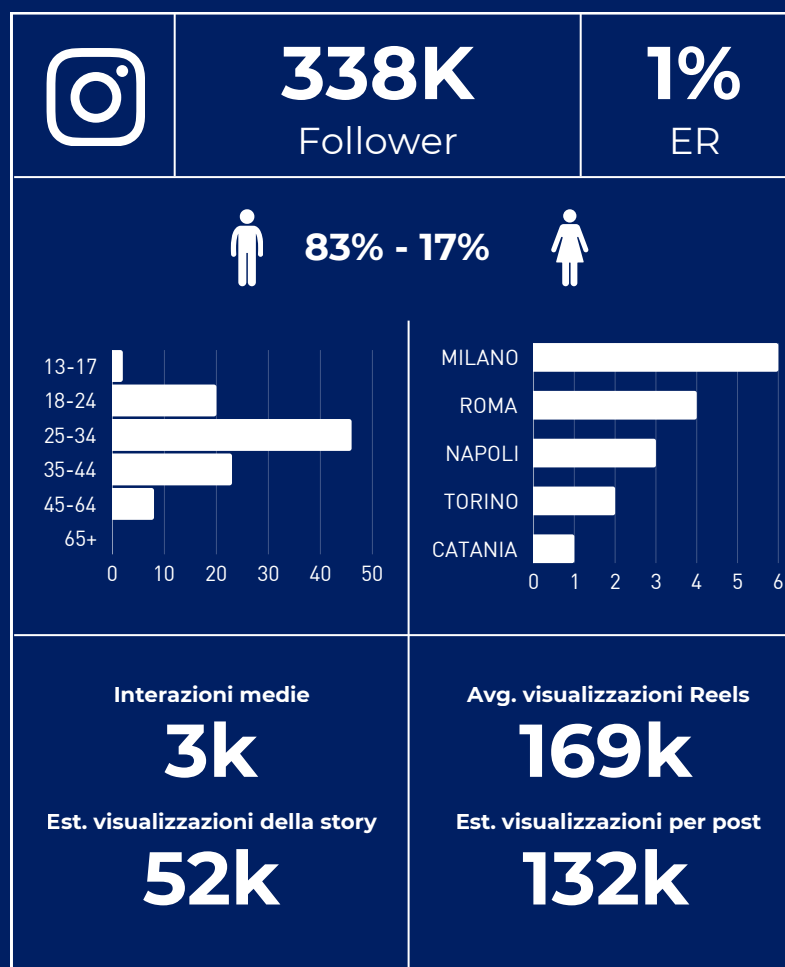 338K
Follower
1%
ER
83% - 17%
13-17
18-24
25-34
35-44
45-64
65+
0 10 20 30 40 50
MILANO
ROMA
NAPOLI
TORINO
CATANIA
0 1 2 3 4 5 6
Interazioni medie
3k
Est. visualizzazioni della story
52k
Avg. visualizzazioni Reels
169k
Est. visualizzazioni per post
132k